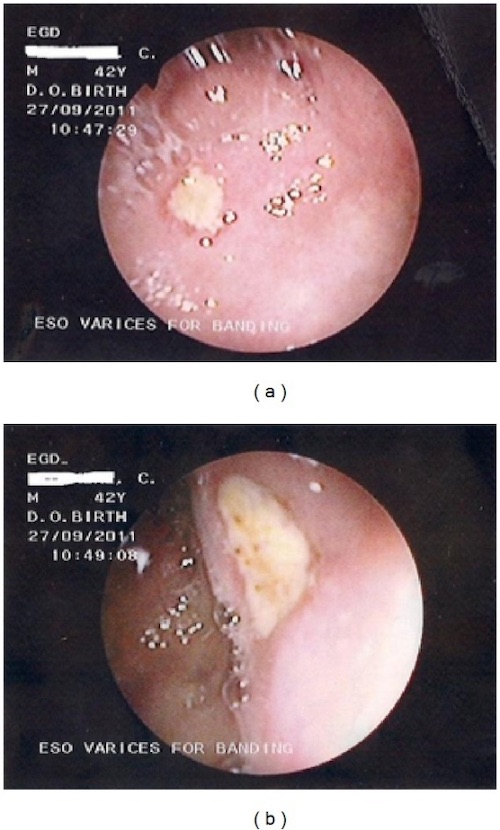 EGD
C.
M 42Y
D.O.BIRTH
27/09/2011
10:47:29
ESO VARICES FOR BANDING
(a)
EGD_
, C.
M 42Y
D.O.BIRTH
27/09/2011
10:49:08
ESO VARICES FOR BANDING
(b)